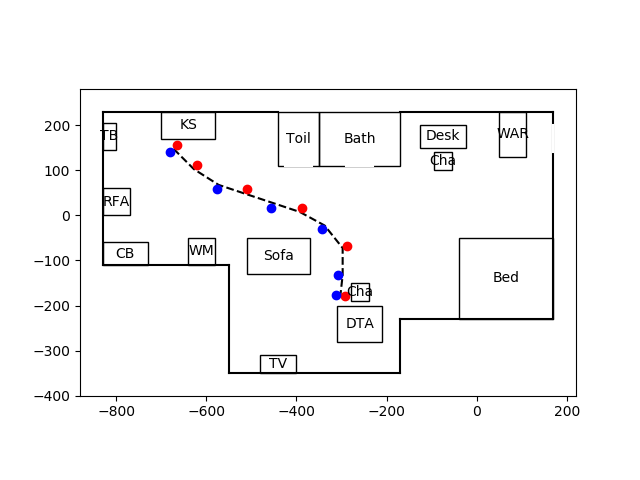 200
100
0
−100
−200
−300
−400
−800
−600
−400
−200
0
200
TB
KS
Toil
Bath
Desk
WAR
Cha
RFA
CB
WM
Sofa
Bed
Cha
DTA
TV